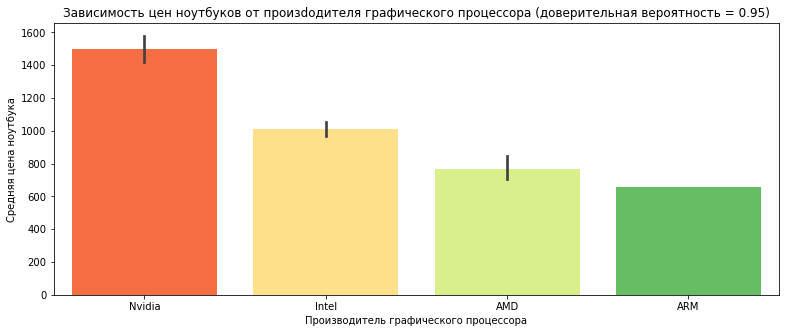 Зависимость цен ноутбуков от произdодителя графического процессора (доверительная вероятность = 0.95)
1600
1400
1200
1000
800
600
400
200
0
Средняя цена ноутбука
Nvidia
Intel
AMD
ARM
Производитель графического процессора